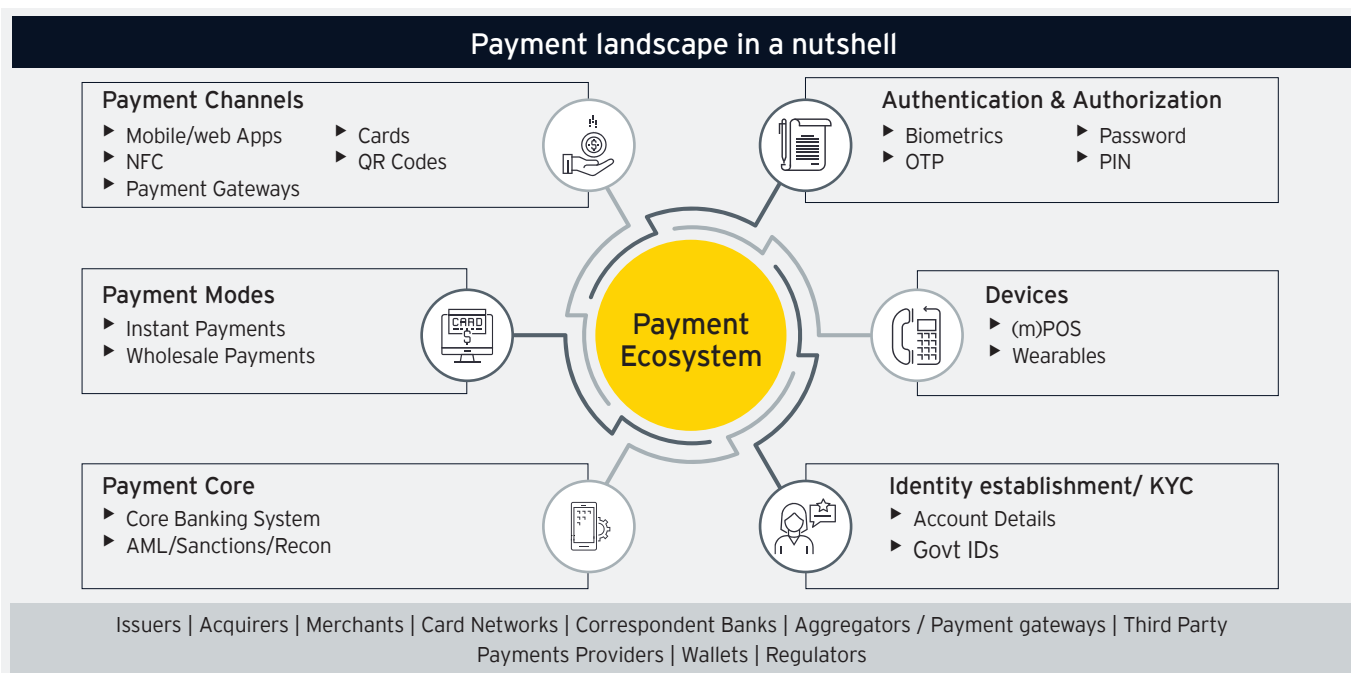 Payment landscape in a nutshell
Payment Channels
Mobile/web Apps
NFC
Payment Gateways
Cards
QR Codes
Authentication & Authorization
Biometrics
OTP
Password
PIN
Payment Modes
Instant Payments
Wholesale Payments
CARD
$
Payment
Ecosystem
Devices
(m)POS
Wearables
Payment Core
Core Banking System
AML/Sanctions/Recon
Identity establishment/ KYC
Account Details
Govt IDs
Issuers | Acquirers | Merchants | Card Networks | Correspondent Banks | Aggregators / Payment gateways | Third Party
Payments Providers | Wallets | Regulators